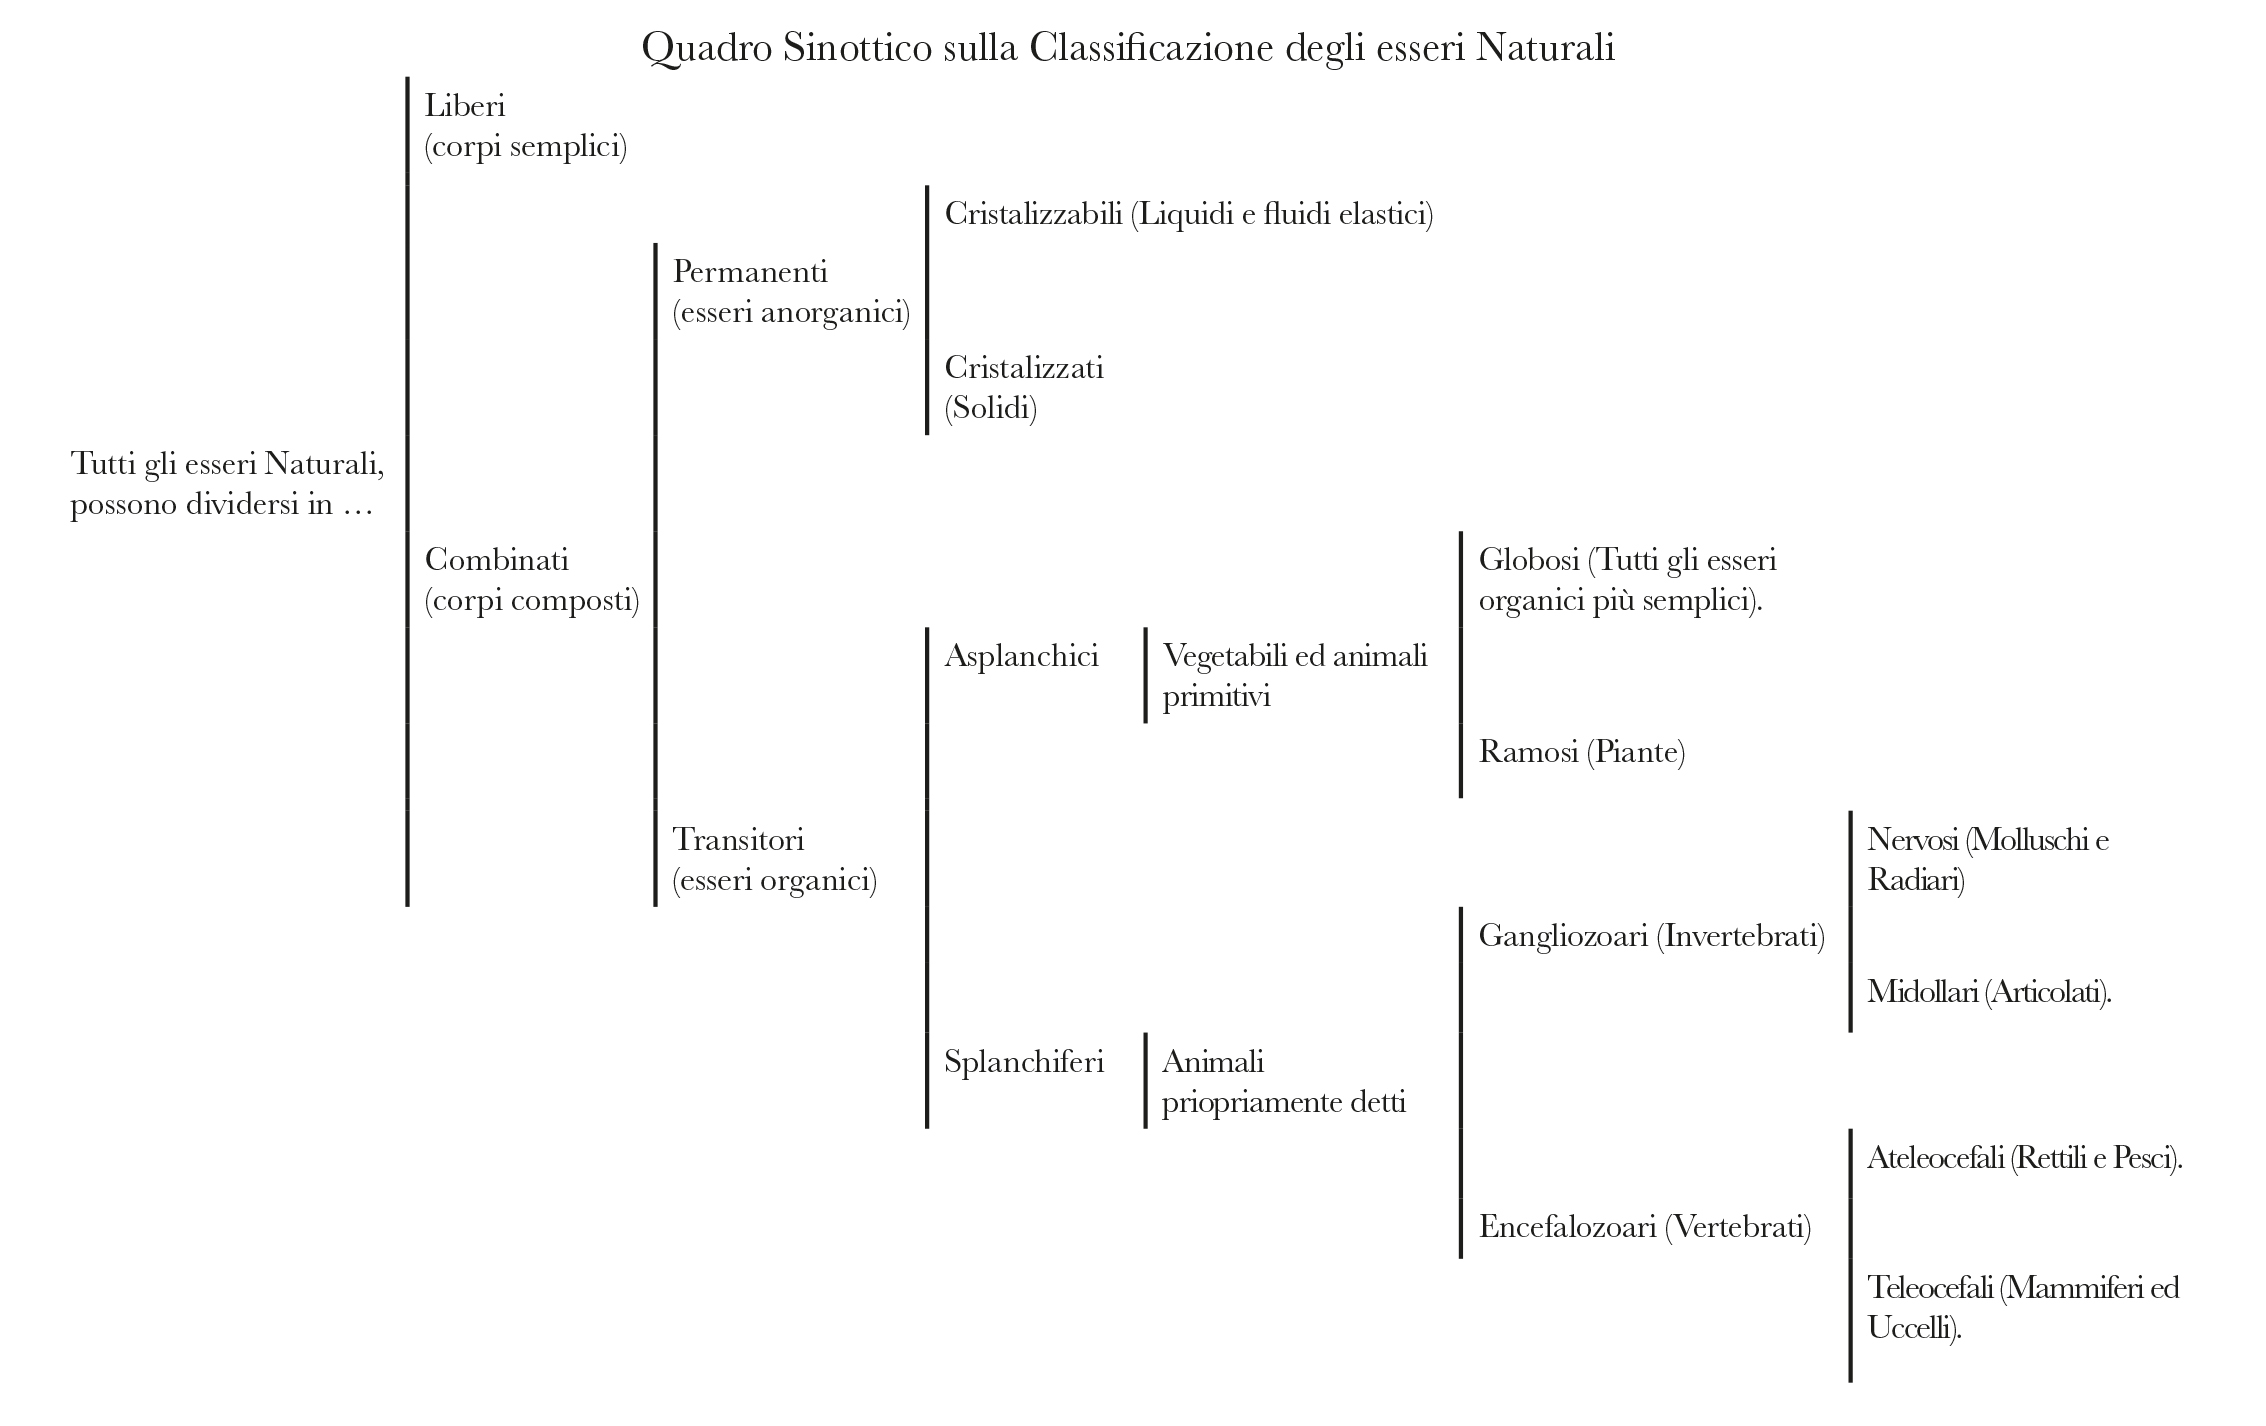 Quadro Sinottico sulla Classificazione degli esseri Naturali
Liberi
(corpi semplici)
Cristalizzabili (Liquidi e fluidi elastici)
Permanenti
(esseri anorganici)
Cristalizzati
(Solidi)
Tutti gli esseri Naturali,
possono dividersi in …
Combinati
(corpi composti)
Globosi (Tutti gli esseri
organici più semplici).
Asplanchici
Vegetabili ed animali
primitivi
Ramosi (Piante)
Transitori
(esseri organici)
Nervosi (Molluschi e
Radiari)
Gangliozoari (Invertebrati)
Midollari (Articolati).
Splanchiferi
Animali
priopriamente detti
Ateleocefali (Rettili e Pesci).
Encefalozoari (Vertebrati)
Teleocefali (Mammiferi ed
Uccelli).